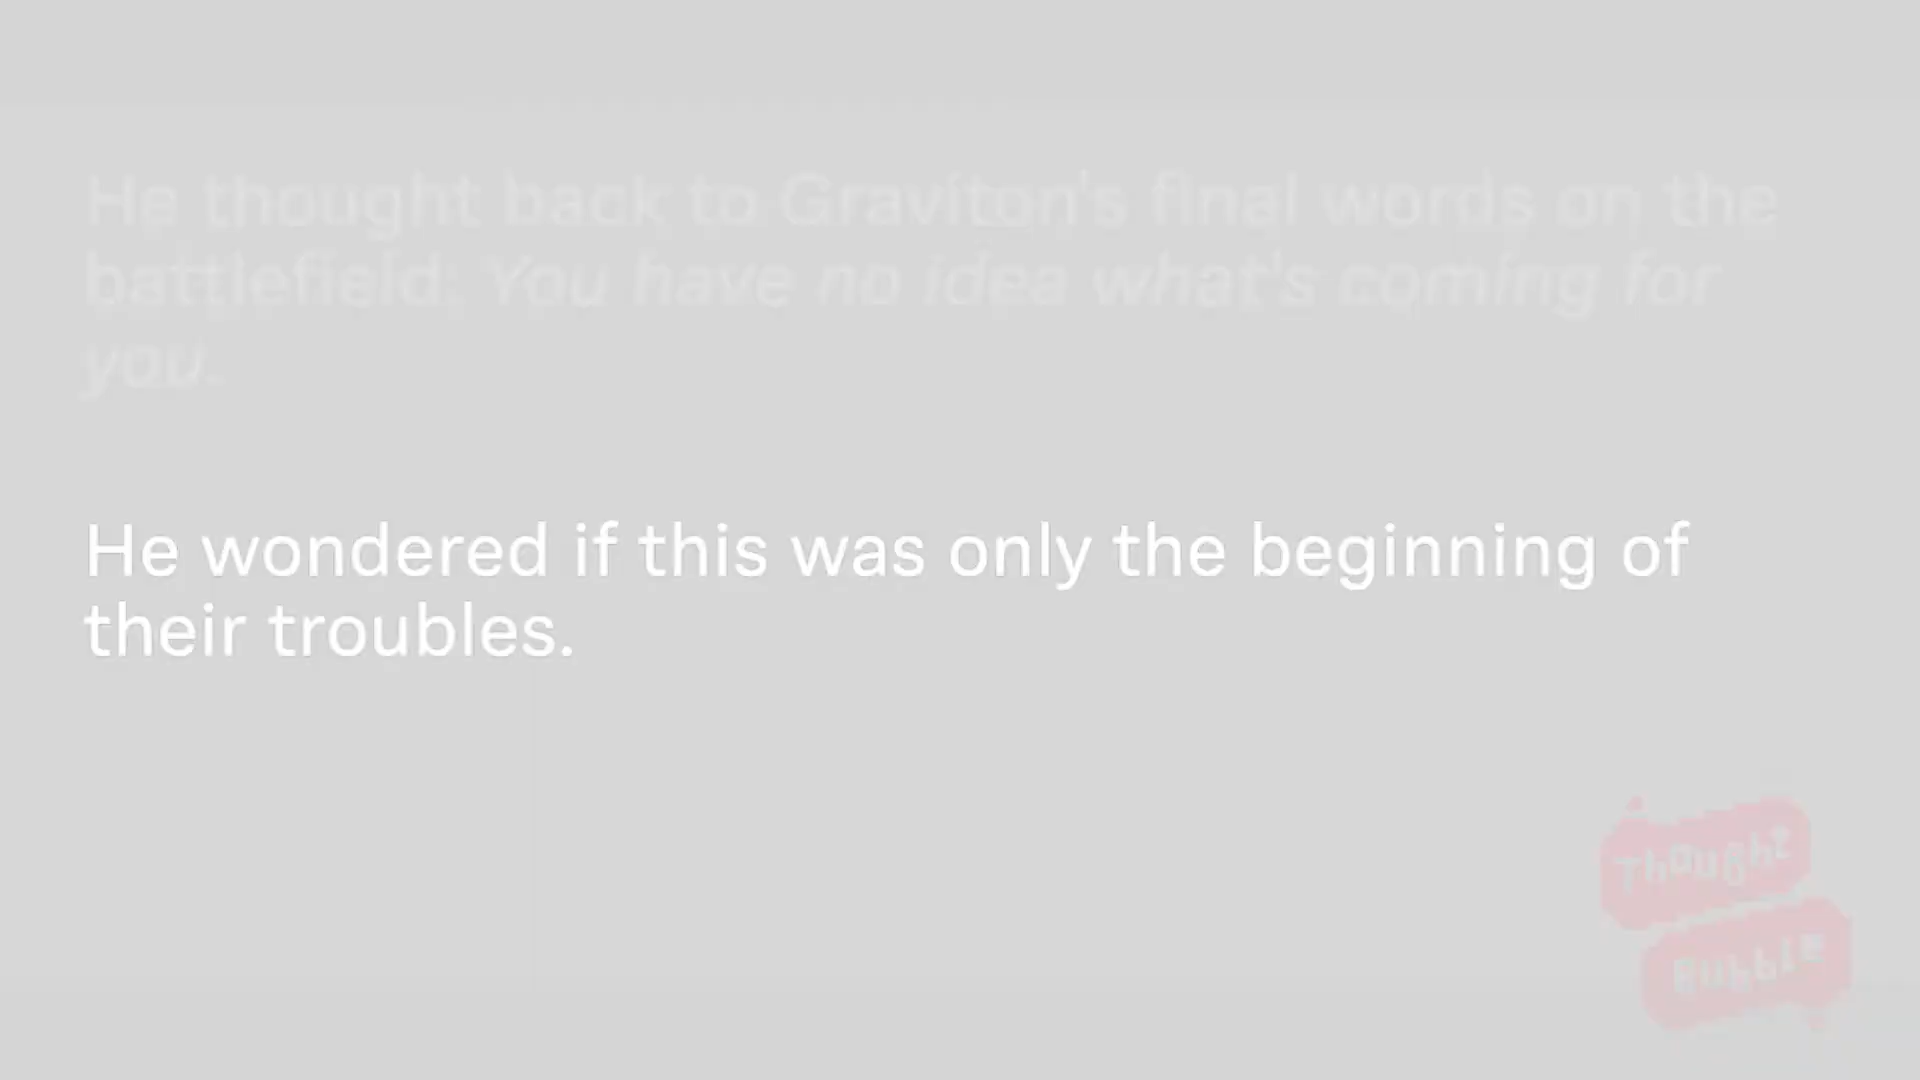 He thought back to Graviton's final words on the
battlefield. You have no idea what's coming for
you.
He wondered if this was only the beginning of
their troubles.
Thought
Bubble